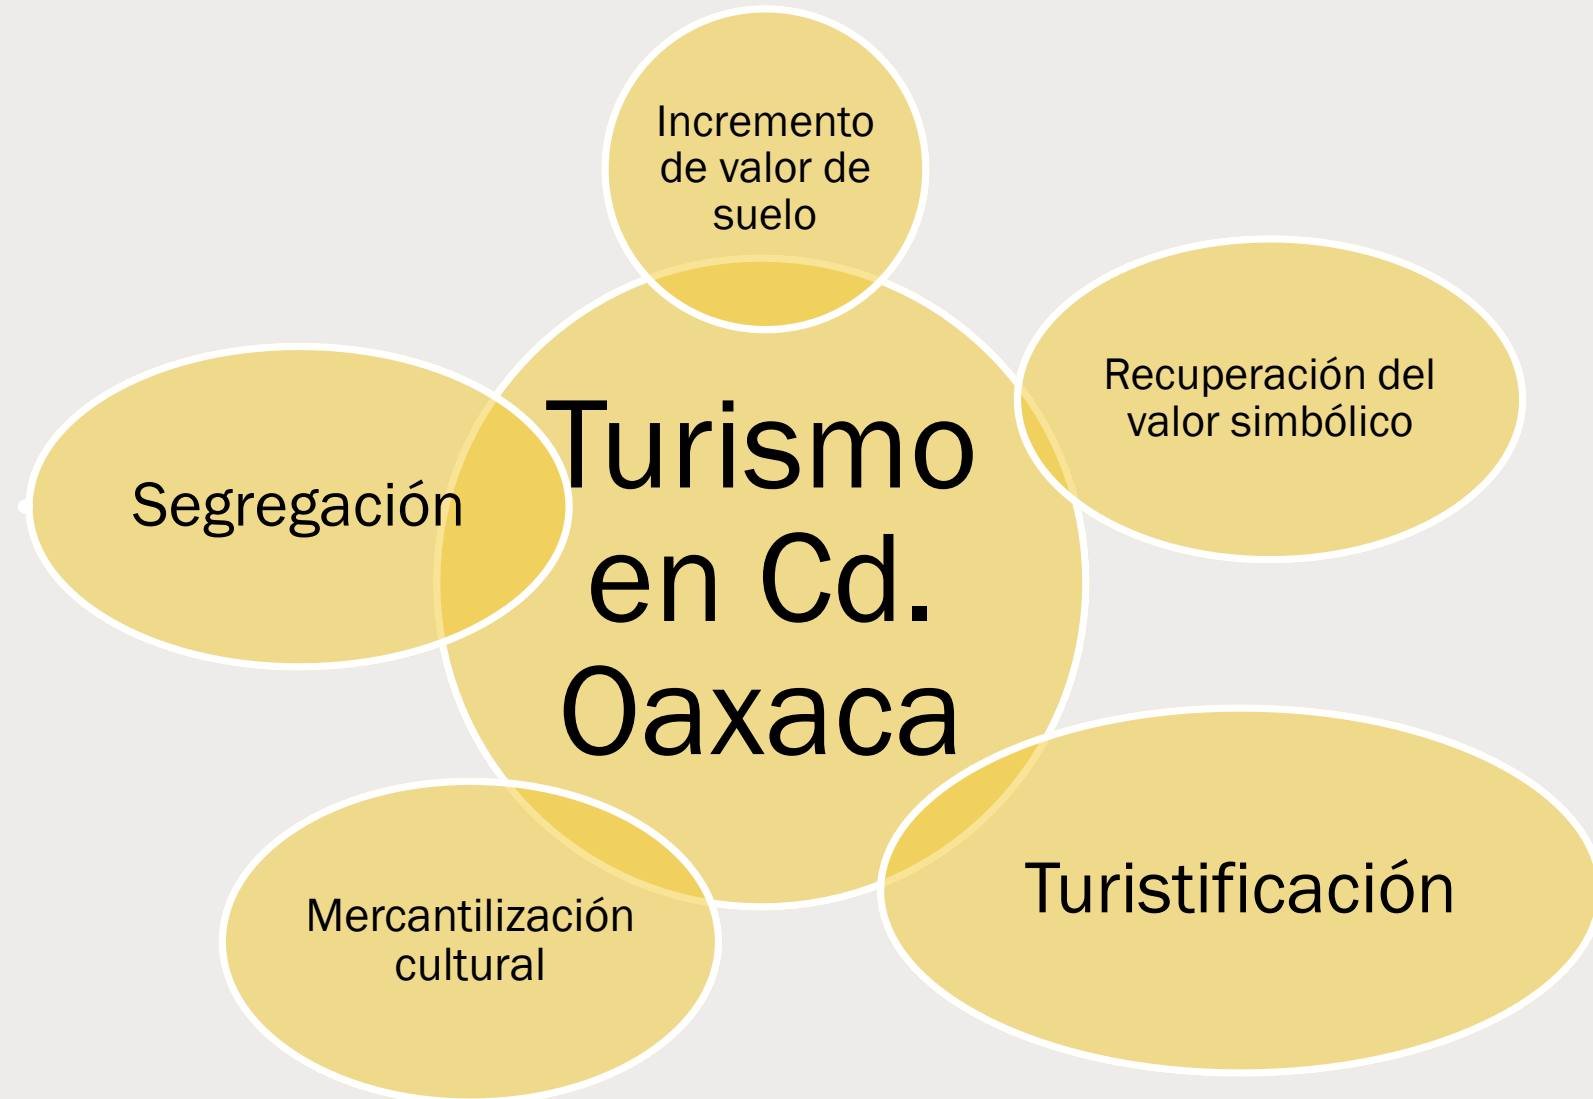 Incremento
de valor de
suelo
Recuperación del
valor simbólico
Turismo
en Cd.
Oaxaca
Segregación
Turistificación
Mercantilización
cultural